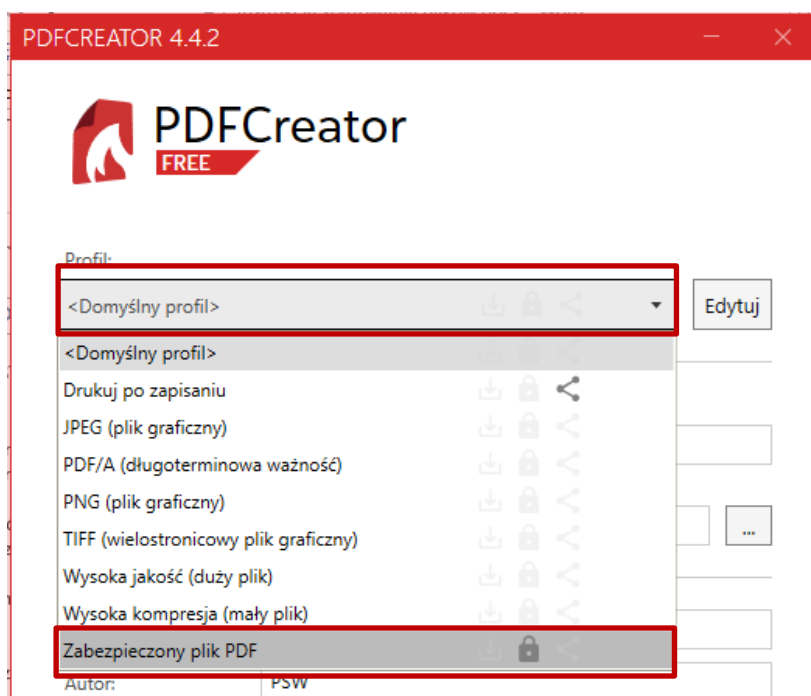 PDFCREATOR 4.4.2
PDFCreator
FREE
Profil:
<Domyślny profil>
Edytuj
<Domyślny profil>
Drukuj po zapisaniu
JPEG (plik graficzny)
PDF/A (długoterminowa ważność)
PNG (plik graficzny)
TIFF (wielostronicowy plik graficzny)
...
Wysoka jakość (duży plik)
Wysoka kompresja (mały plik)
Zabezpieczony plik PDF
Autor: PSW